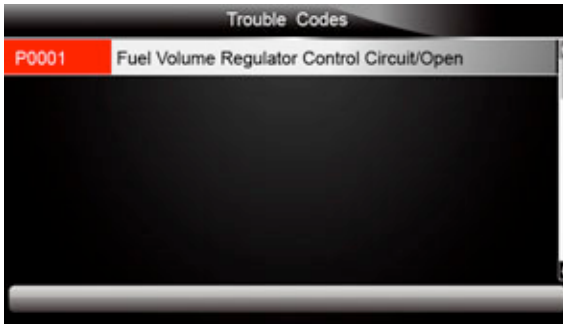 Trouble Codes
P0001 Fuel Volume Regulator Control Circuit/Open